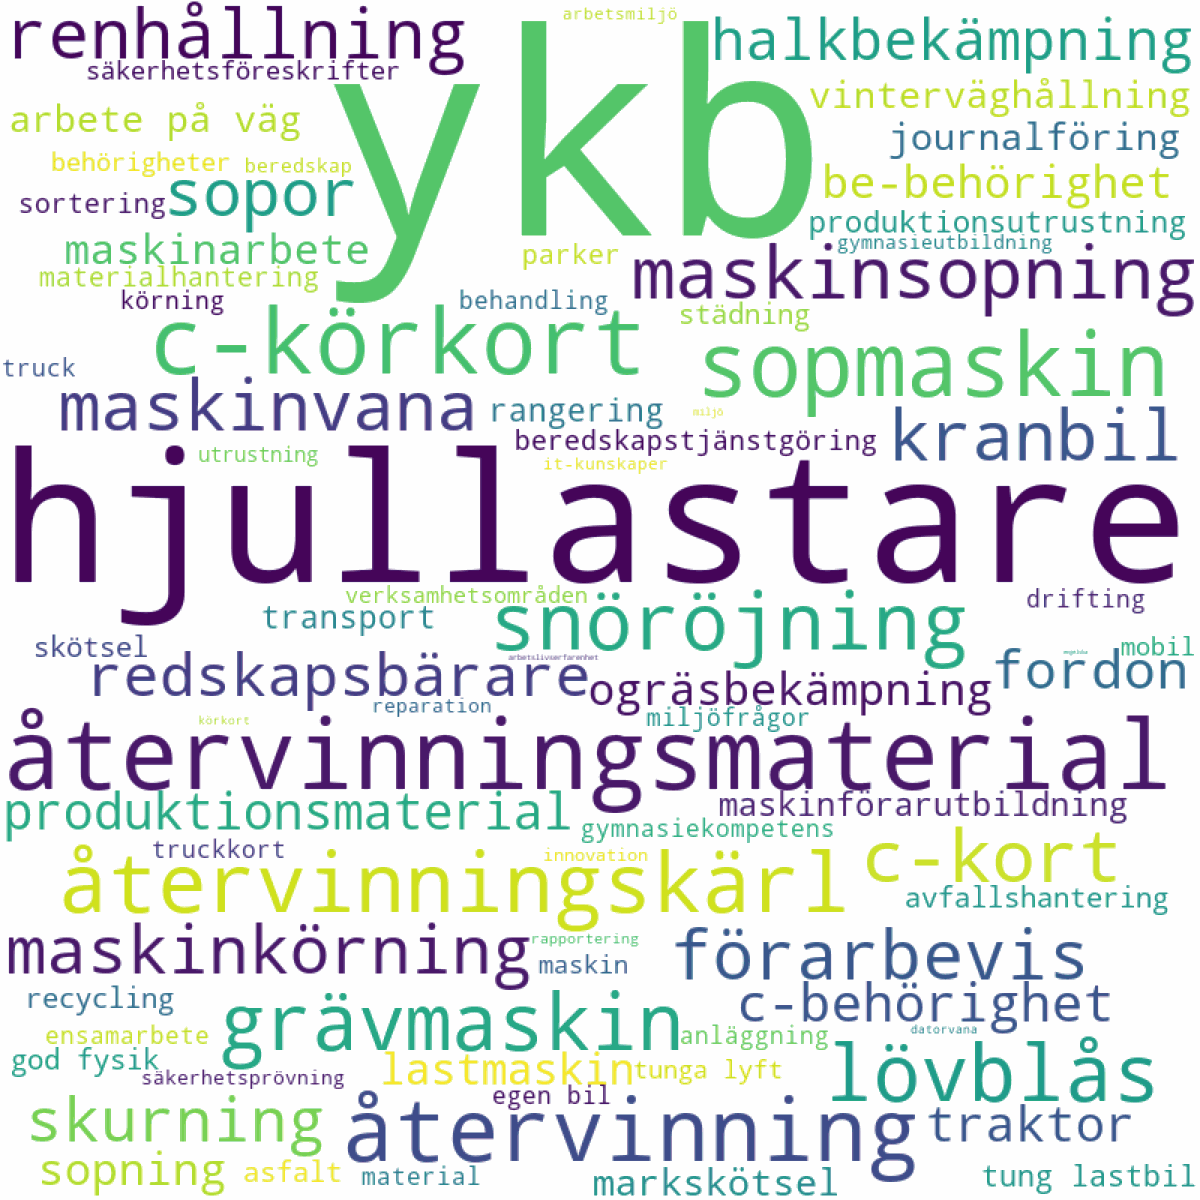 arbetsmiljö
renhållning
ykb
halkbekämpning
säkerhetsföreskrifter
vinterväghållning
arbete på väg
journalföring
behörigheter
beredskap
sopor
be-behörighet
sortering
produktionsutrustning
maskinarbete
parker
gymnasieutbildning
maskinsopning
materialhantering
körning
behandling
städning
c-körkort
sopmaskin
truck
maskinvana
rangering
miljö
kranbil
beredskapstjänstgöring
utrustning
it-kunskaper
hjullastare
verksamhetsområden
drifting
transport
snöröjning
skötsel
mobil
arbetslivserfarenhet
engelska
redskapsbärare
fordon
ogräsbekämpning
reparation
körkort
miljöfrågor
återvinningsmaterial
produktionsmaterial
maskinförarutbildning
gymnasiekompetens
truckkort
innovation
c-kort
återvinningskärl
avfallshantering
maskinkörning
rapportering
förarbevis
maskin
recycling
c-behörighet
ensamarbete
grävmaskin
anläggning
datorvana
god fysik
lastmaskin
tunga lyft
lövblås
säkerhetsprövning
egen bil
skurning
återvinning
traktor
sopning
asfalt
material
markskötsel
tung lastbil